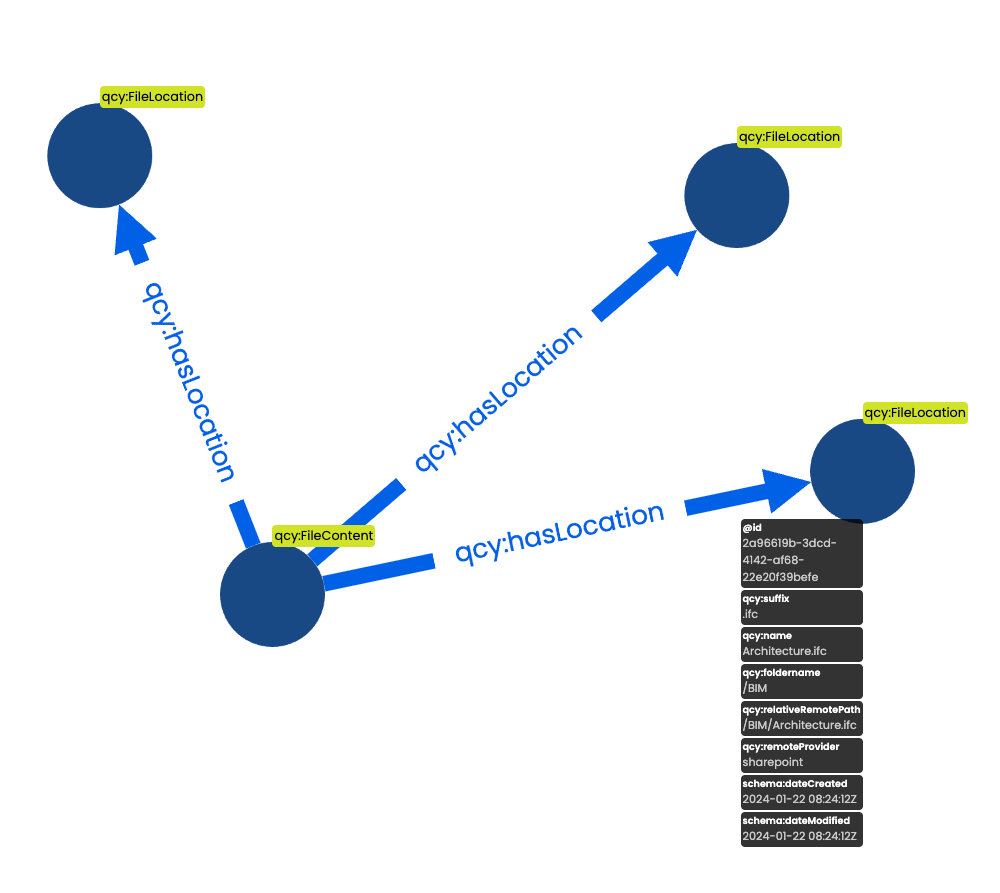 qcy:FileLocation
qcy:FileLocation
qcy:hasLocation
qcy:hasLocation
qcy:FileLocation
qcy:hasLocation
qcy:FileContent
@id
2a96619b-3dcd-
4142-af68-
22e20f39befe
qcy:suffix
.ifc
qcy:name
Architecture.ifc
qcy:foldername
/BIM
qcy:relativeRemotePath
/BIM/Architecture.ifc
qcy:remoteProvider
sharepoint
schema:dateCreated
2024-01-22 08:24:12Z
schema:dateModified
2024-01-22 08:24:12Z